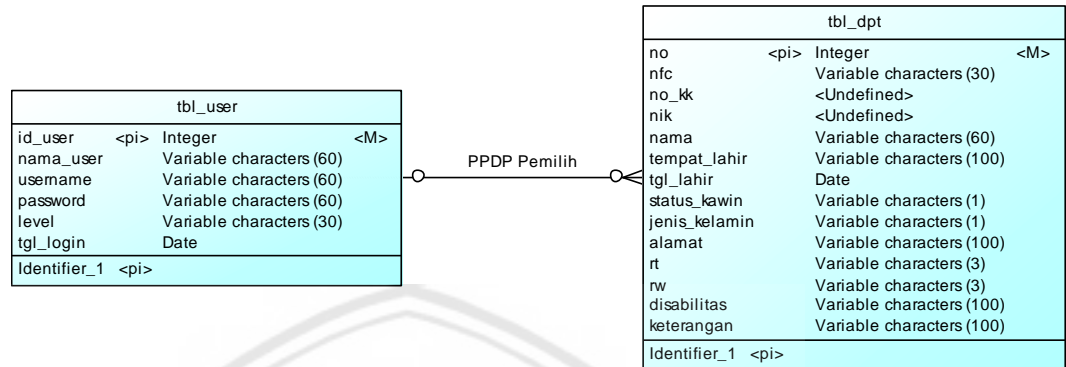 tbl_user
id_user <pi> Integer <M>
nama_user Variable characters (60)
username Variable characters (60)
password Variable characters (60)
level Variable characters (30)
tgl_login Date
Identifier_1 <pi>
PPDP Pemilih
tbl_dpt
no <pi> Integer <M>
nfc Variable characters (30)
no_kk <Undefined>
nik <Undefined>
nama Variable characters (60)
tempat_lahir Variable characters (100)
tgl_lahir Date
status_kawin Variable characters (1)
jenis_kelamin Variable characters (1)
alamat Variable characters (100)
rt Variable characters (3)
rw Variable characters (3)
disabilitas Variable characters (100)
keterangan Variable characters (100)
Identifier_1 <pi>